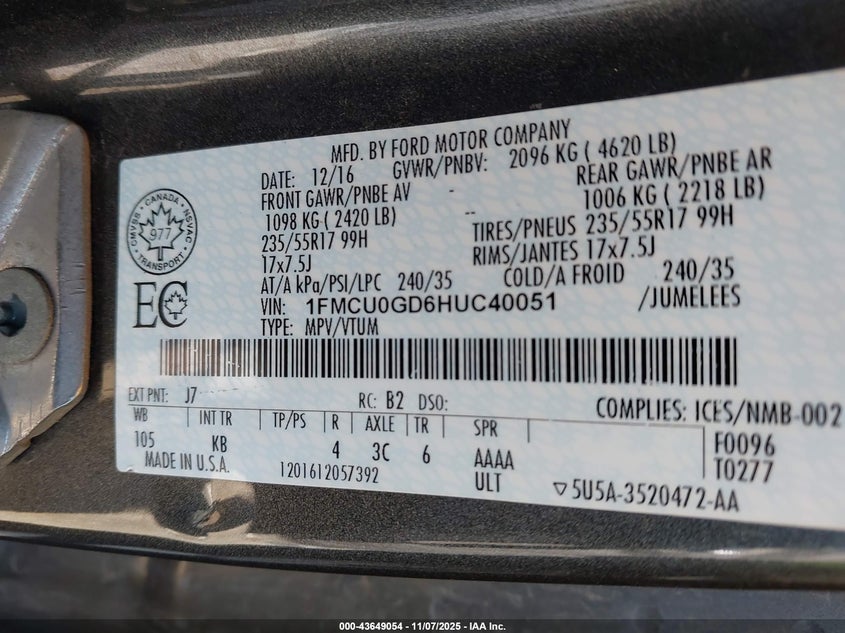 MFD. BY FORD MOTOR COMPANY
DATE: 12/16 GVWR/PNBV: 2096 KG ( 4620 LB)
FRONT GAWR/PNBE AV - REAR GAWR/PNBE AR
1098 KG ( 2420 LB) 1006 KG ( 2218 LB)
235/55R17 99H TIRES/PNEUS 235/55R17 99H
17x7.5J RIMS/JANTES 17x7.5J
AT/A kPa/PSI/LPC 240/35 COLD/A FROID 240/35
VIN: 1FMCU0GD6HUC40051 /JUMELEES
TYPE: MPV/VTUM
CANADA
CMVSS NSVAC
977
TRANSPORT
EC
EXT PNT: J7 RC: B2 DSO: COMPLIES: ICES/NMB-002
WB INT TR TP/PS R AXLE TR SPR F0096
105 KB 4 3C 6 AAAA T0277
MADE IN U.S.A. 1201612057392 ULT ▽5U5A-3520472-AA
000-43649054 - 11/07/2025 - IAA Inc.